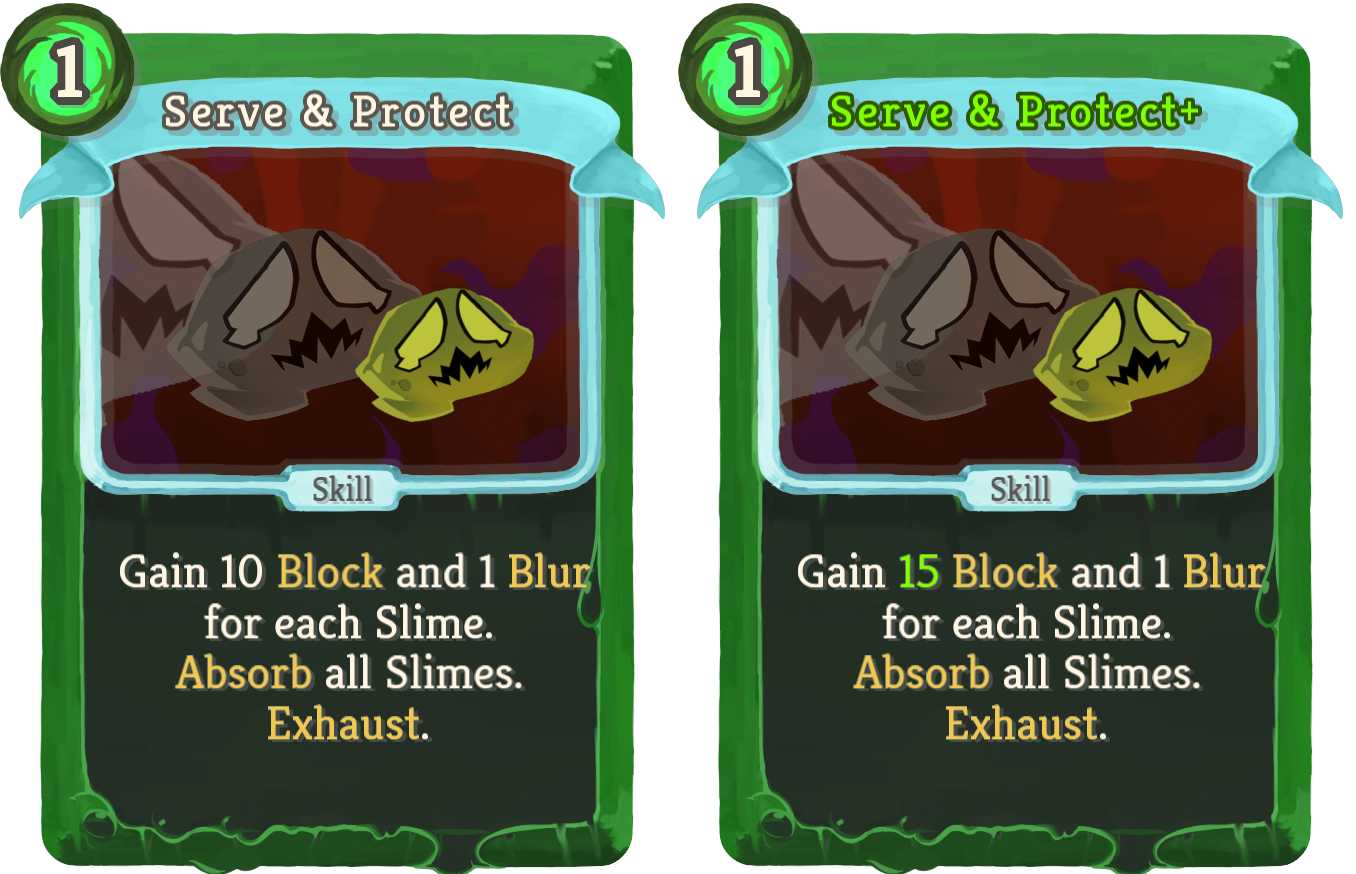 1
Serve & Protect
Skill
Gain 10 Block and 1 Blur
for each Slime.
Absorb all Slimes.
Exhaust.
1
Serve & Protect+
Skill
Gain 15 Block and 1 Blur
for each Slime.
Absorb all Slimes.
Exhaust.